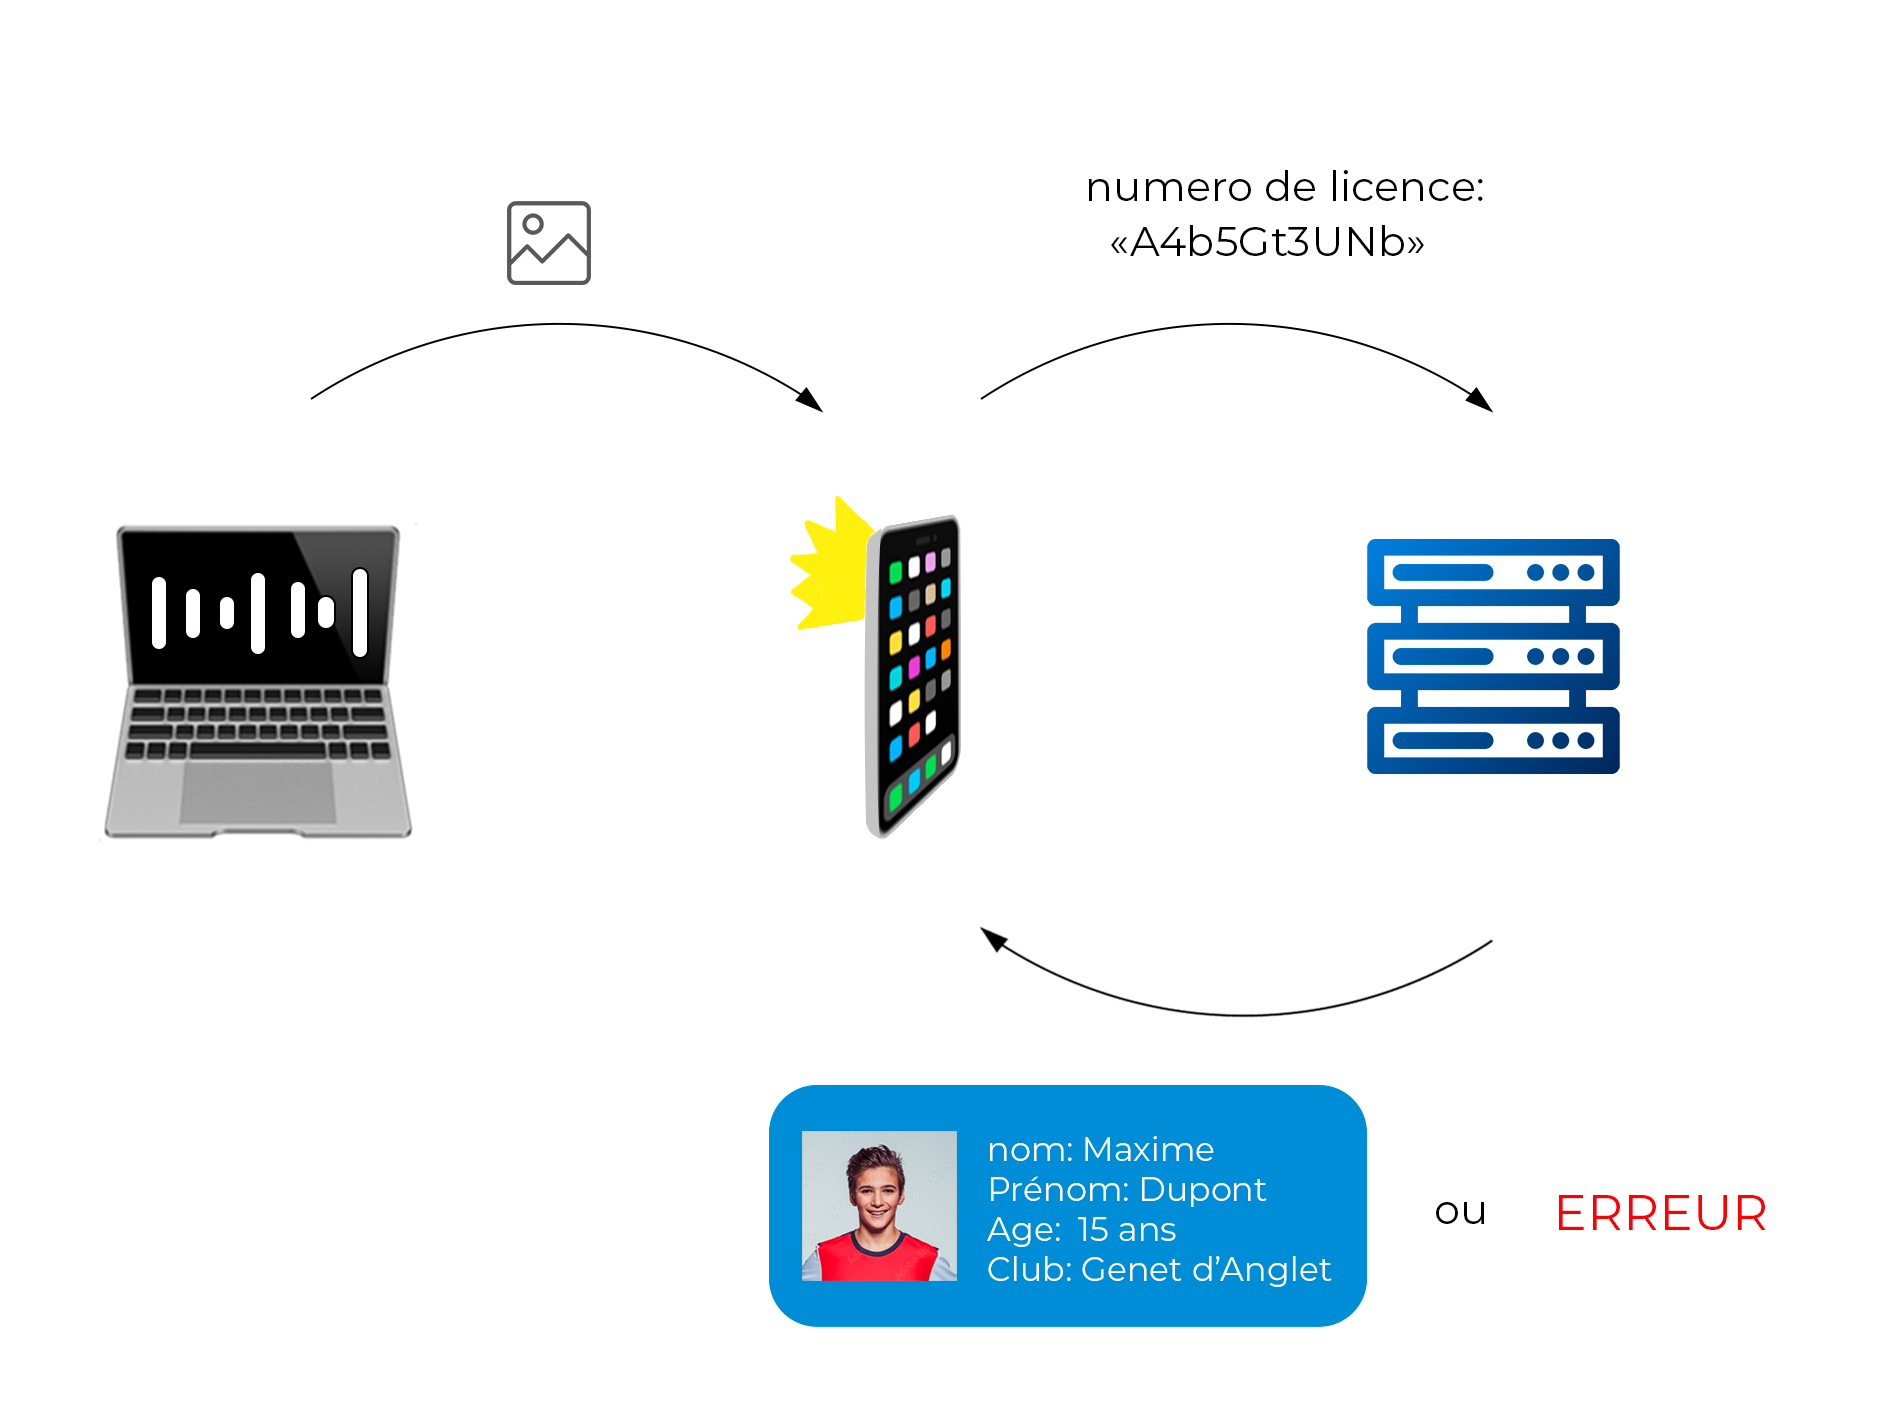 numero de licence:
«A4b5Gt3UNb»
nom: Maxime
Prénom: Dupont
Age: 15 ans
Club: Genet d’Anglet
ou
ERREUR